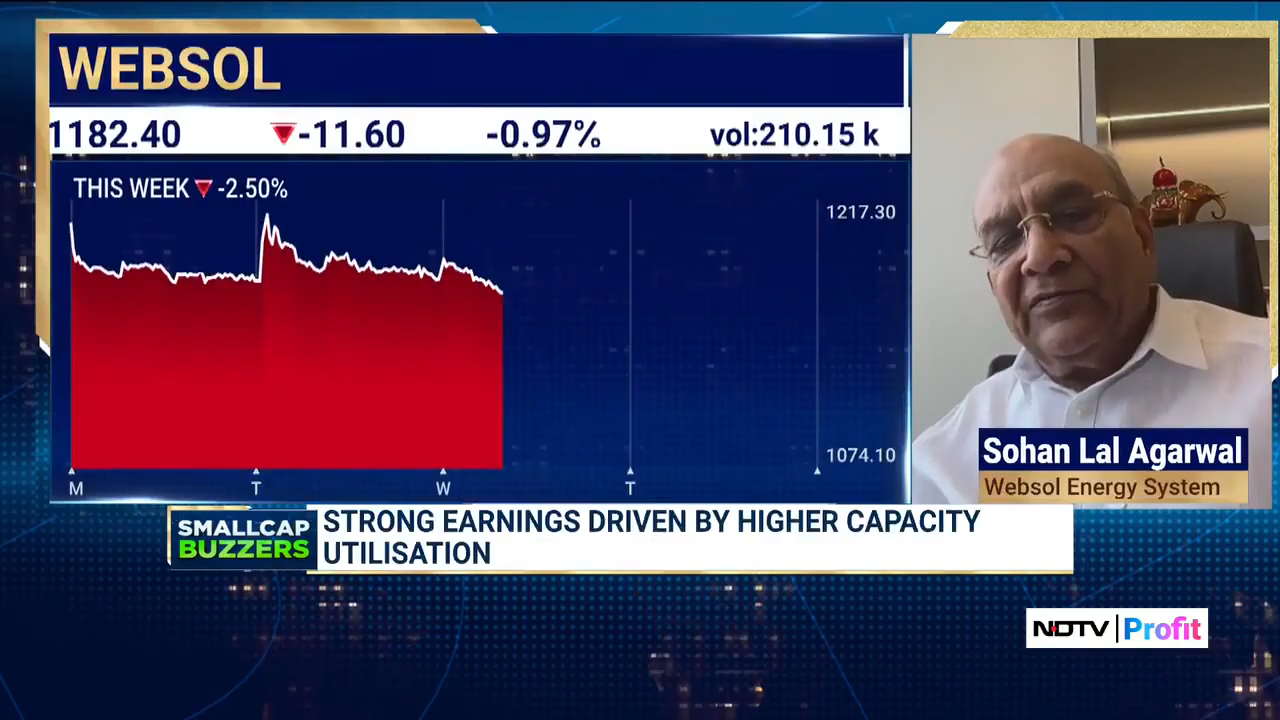 WEBSOL
1182.40 ▼-11.60 -0.97% vol:210.15 k
THIS WEEK ▼ -2.50%
1217.30
1074.10
M T W T
Sohan Lal Agarwal
Websol Energy System
SMALLCAP
BUZZERS
STRONG EARNINGS DRIVEN BY HIGHER CAPACITY
UTILISATION
NDTV Profit